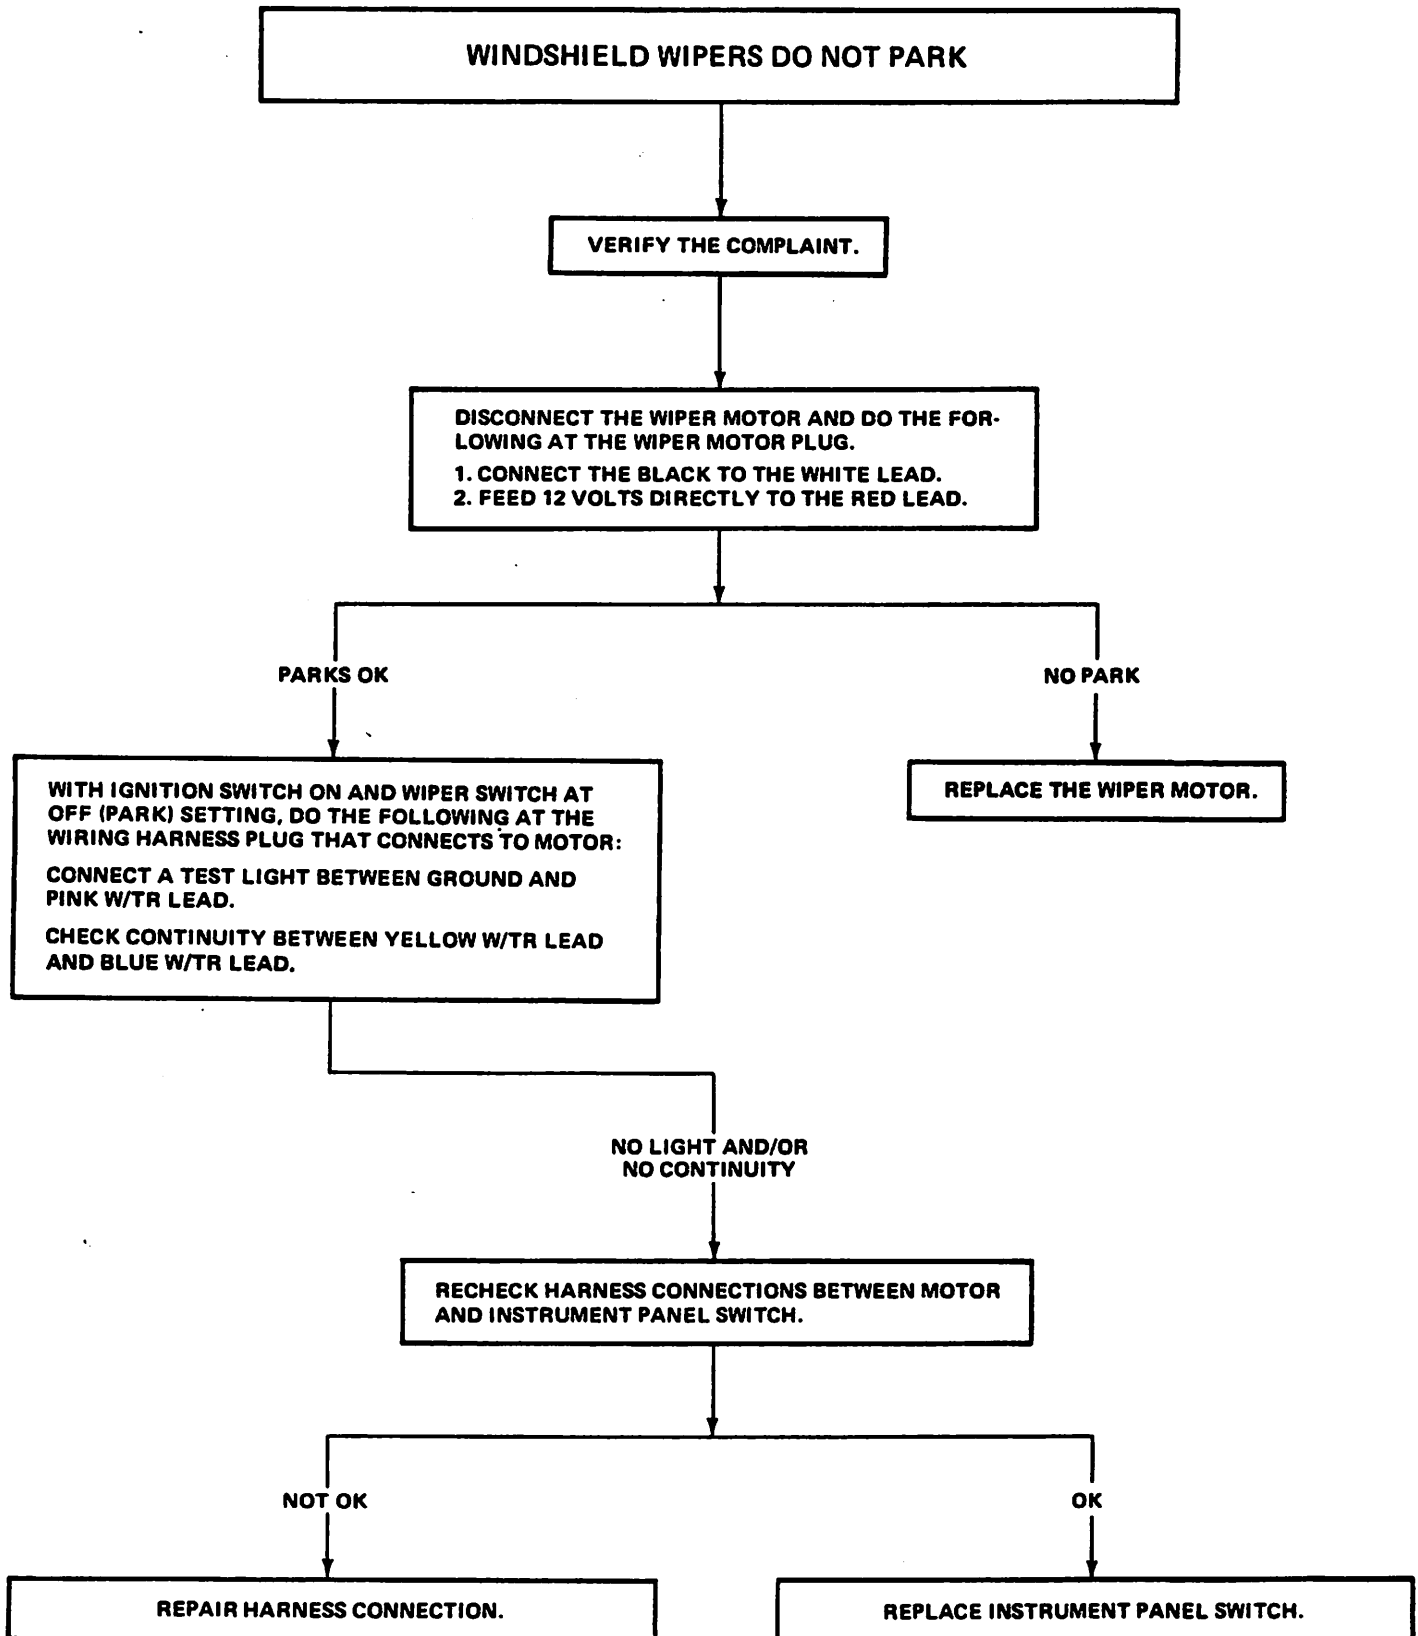 WINDSHIELD WIPERS DO NOT PARK
VERIFY THE COMPLAINT.
DISCONNECT THE WIPER MOTOR AND DO THE FOR-
LOWING AT THE WIPER MOTOR PLUG.
1. CONNECT THE BLACK TO THE WHITE LEAD.
2. FEED 12 VOLTS DIRECTLY TO THE RED LEAD.
PARKS OK
NO PARK
WITH IGNITION SWITCH ON AND WIPER SWITCH AT
OFF (PARK) SETTING, DO THE FOLLOWING AT THE
WIRING HARNESS PLUG THAT CONNECTS TO MOTOR:
CONNECT A TEST LIGHT BETWEEN GROUND AND
PINK W/TR LEAD.
CHECK CONTINUITY BETWEEN YELLOW W/TR LEAD
AND BLUE W/TR LEAD.
REPLACE THE WIPER MOTOR.
NO LIGHT AND/OR
NO CONTINUITY
RECHECK HARNESS CONNECTIONS BETWEEN MOTOR
AND INSTRUMENT PANEL SWITCH.
NOT OK
OK
REPAIR HARNESS CONNECTION.
REPLACE INSTRUMENT PANEL SWITCH.